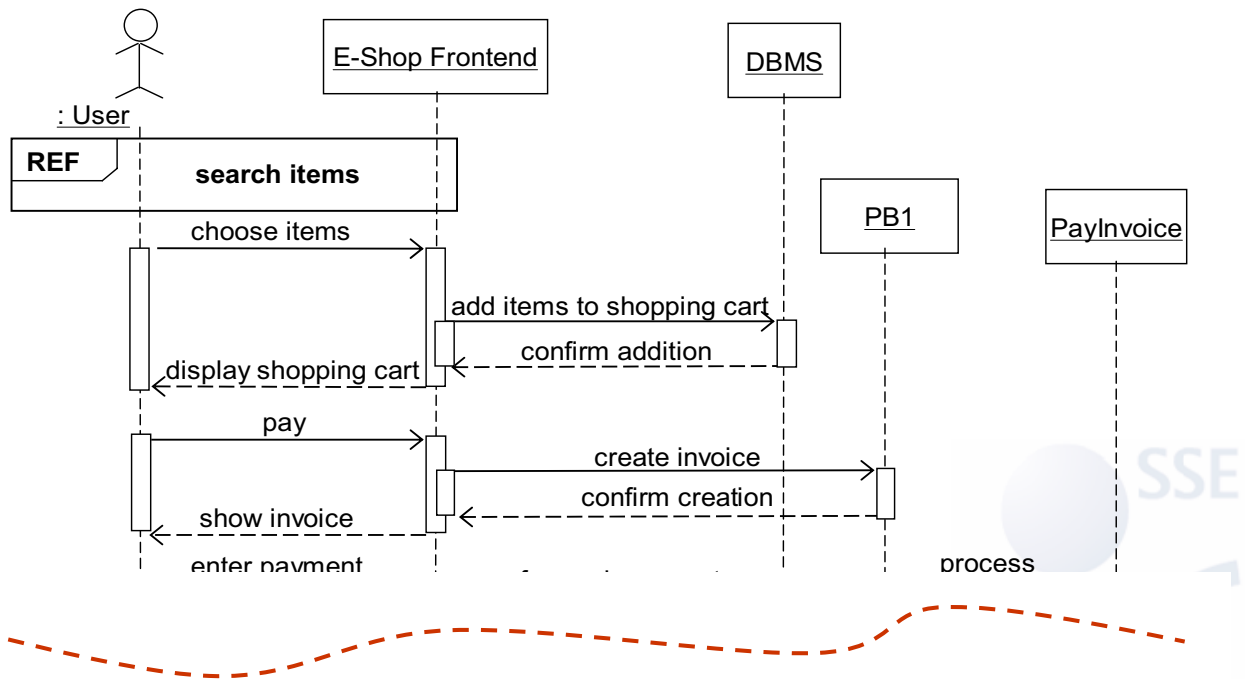 E-Shop Frontend
DBMS
: User
REF
search items
PB1
PayInvoice
choose items
add items to shopping cart
confirm addition
display shopping cart
pay
create invoice
SSE
confirm creation
show invoice
enter payment
process